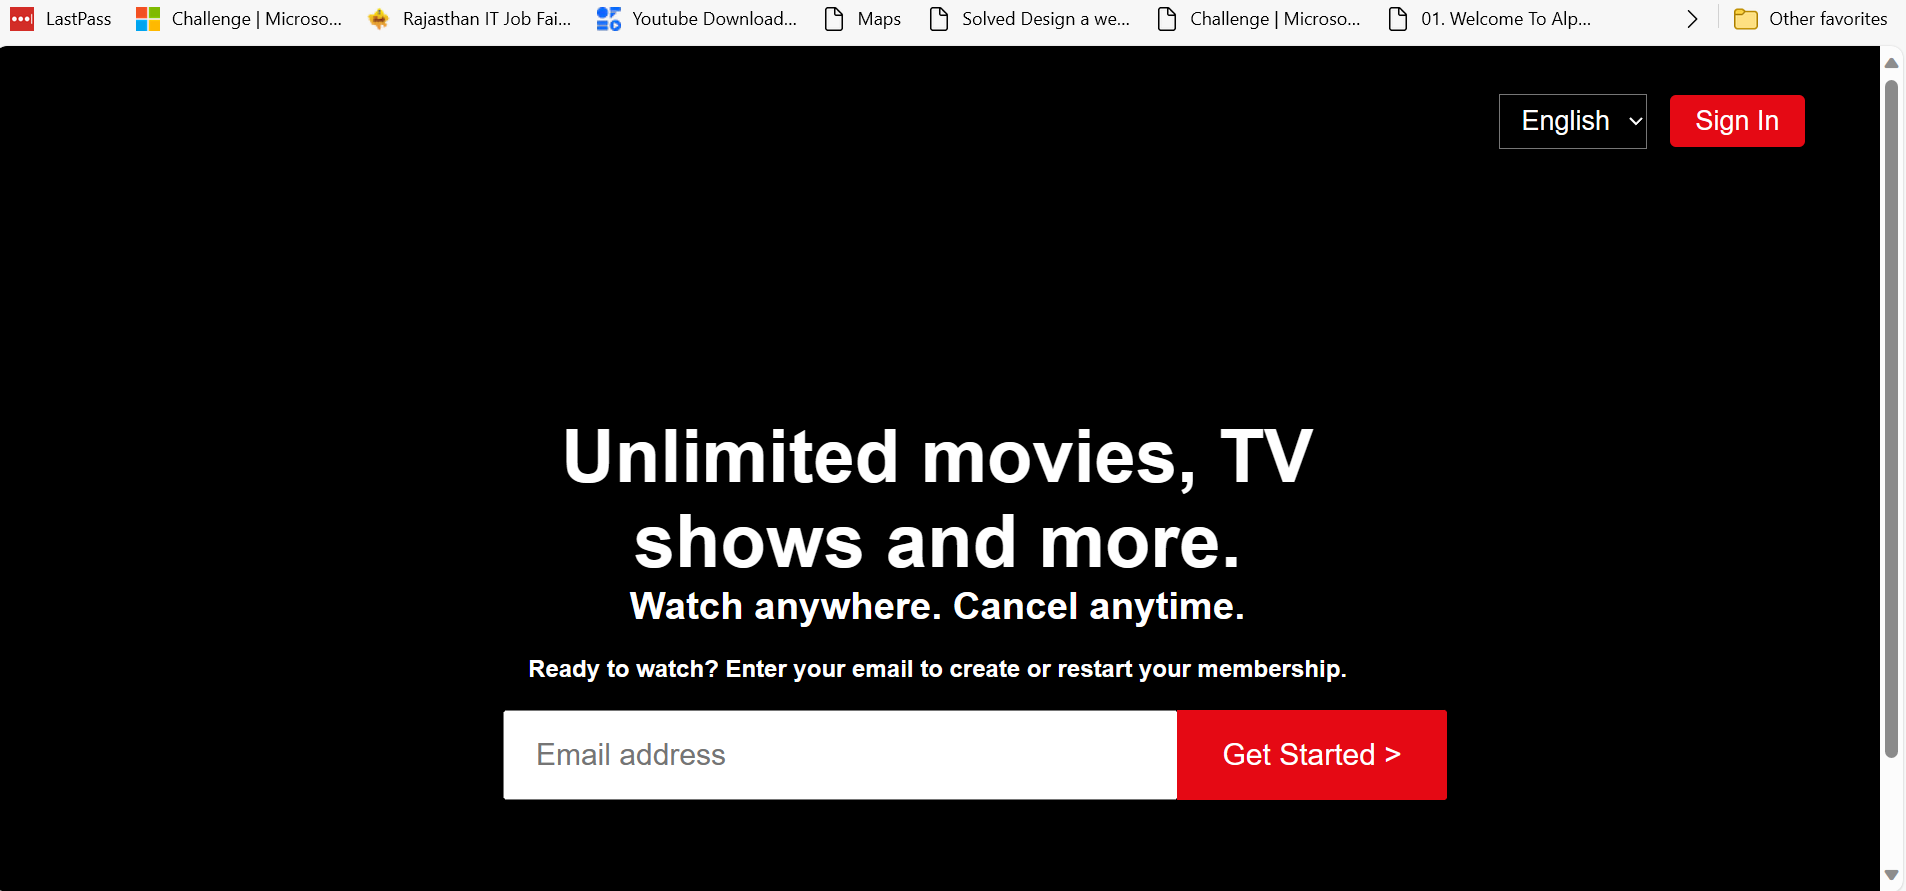 LastPass
Challenge | Microso...
Rajasthan IT Job Fai...
Youtube Download...
Maps
Solved Design a we...
Challenge | Microso...
01. Welcome To Alp...
Other favorites
English
Sign In
Unlimited movies, TV
shows and more.
Watch anywhere. Cancel anytime.
Ready to watch? Enter your email to create or restart your membership.
Email address
Get Started >